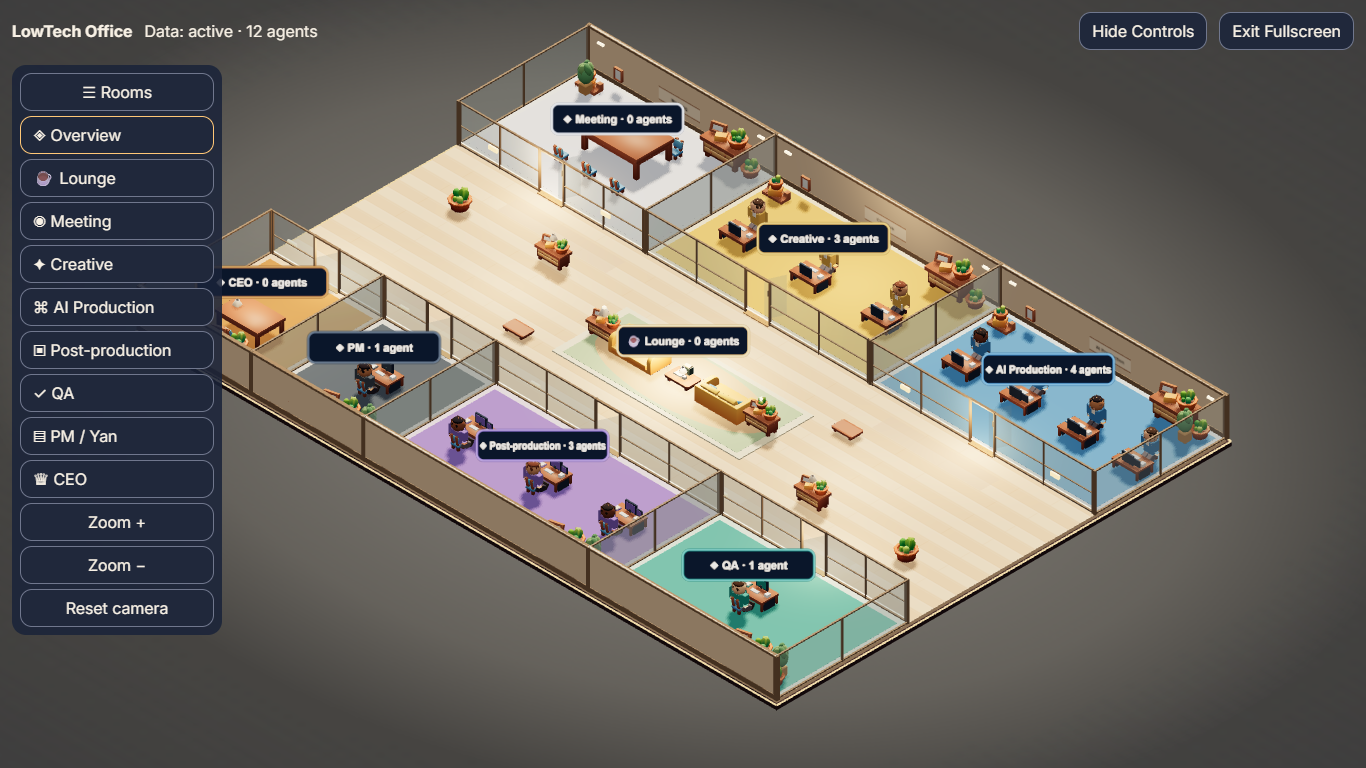 LowTech Office Data: active · 12 agents
Hide Controls
Exit Fullscreen
☰ Rooms
◈ Overview
Lounge
◉ Meeting
✦ Creative
⌘ AI Production
▣ Post-production
✓ QA
▤ PM / Yan
♛ CEO
Zoom +
Zoom −
Reset camera
◆ Meeting · 0 agents
◆ Creative · 3 agents
◆ CEO · 0 agents
◆ PM · 1 agent
Lounge · 0 agents
◆ AI Production · 4 agents
◆ Post-production · 3 agents
◆ QA · 1 agent